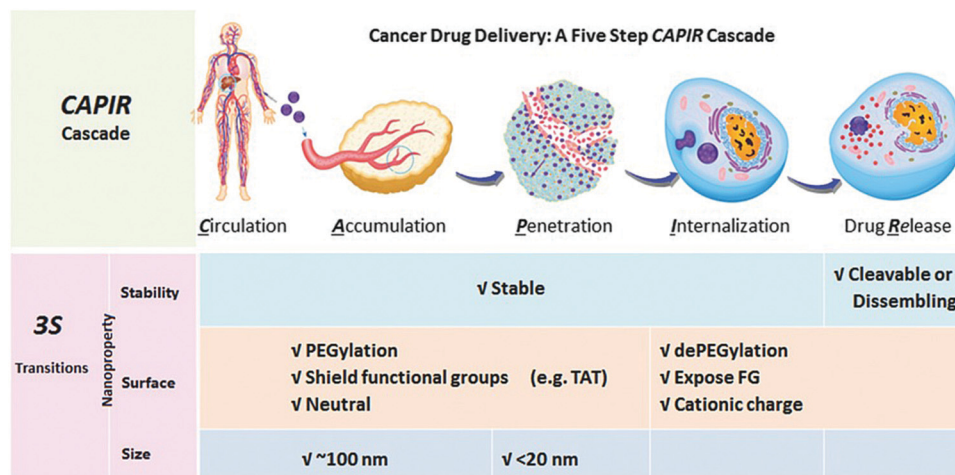 Cancer Drug Delivery: A Five Step CAPIR Cascade
CAPIR
Cascade
Circulation
Accumulation
Penetration
Internalization
Drug Release
3S
Transitions
Nanoproperty
Stability
√ Stable
√ Cleavable or
Dissembling
Surface
√ PEGylation
√ Shield functional groups (e.g. TAT)
√ Neutral
√ dePEGylation
√ Expose FG
√ Cationic charge
Size
√ ~100 nm
√ <20 nm